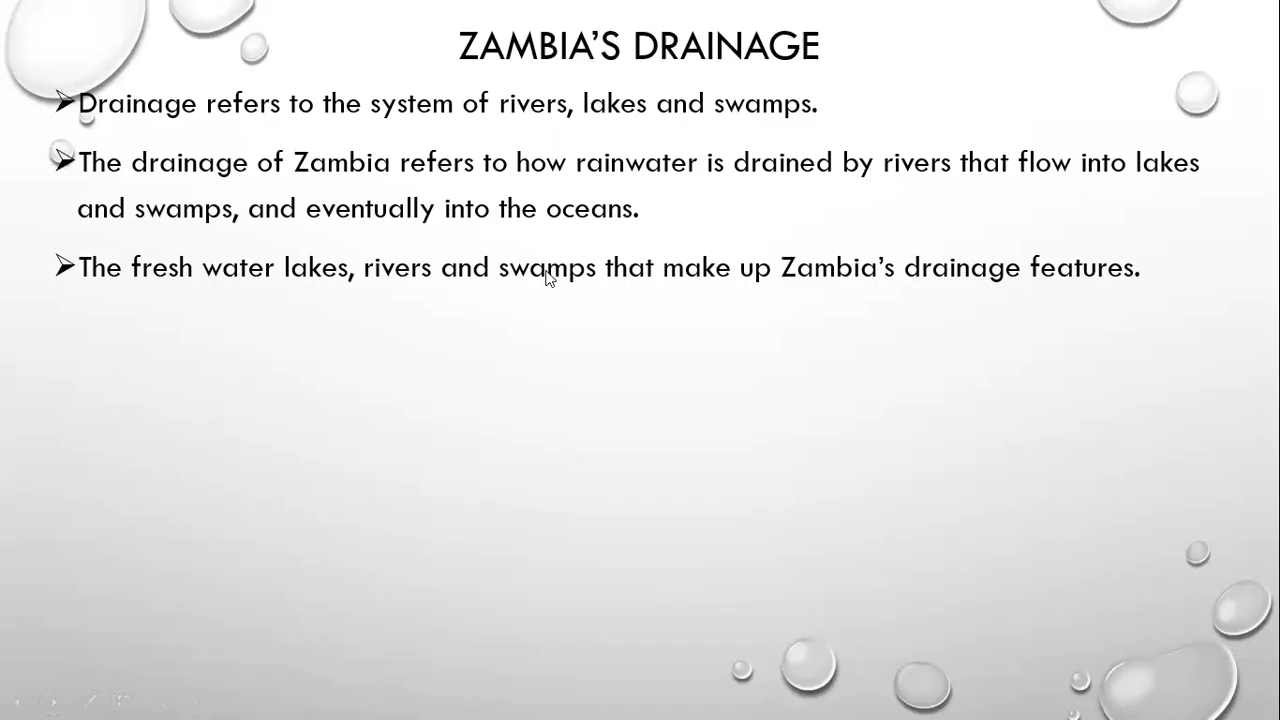 ZAMBIA’S DRAINAGE
➢Drainage refers to the system of rivers, lakes and swamps.
➢The drainage of Zambia refers to how rainwater is drained by rivers that flow into lakes
and swamps, and eventually into the oceans.
➢The fresh water lakes, rivers and swamps that make up Zambia’s drainage features.